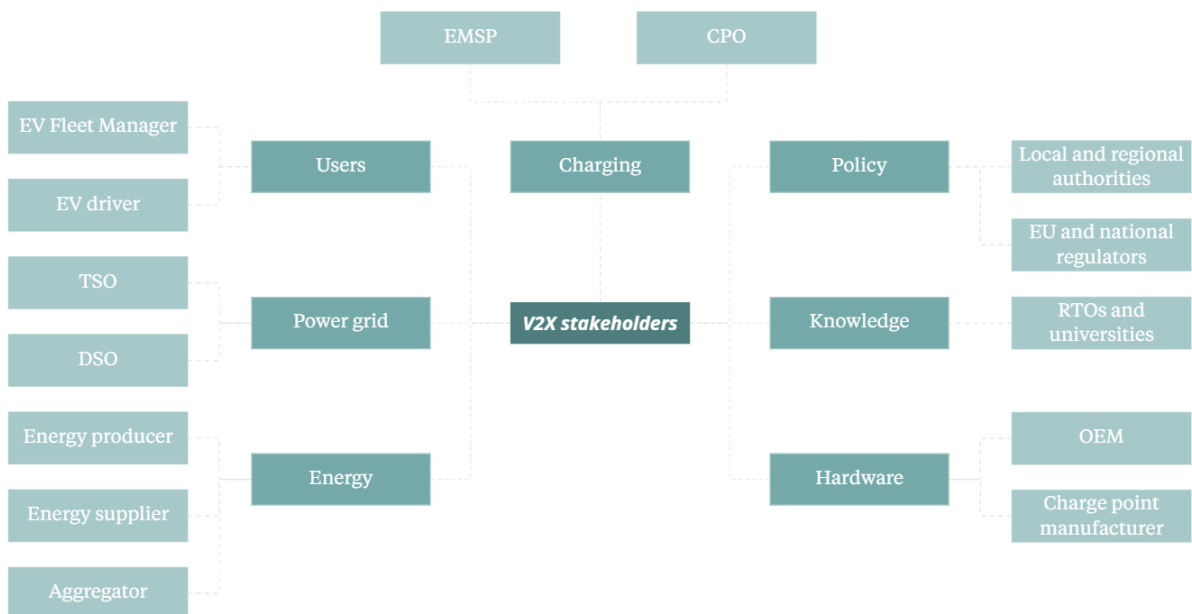 EMSP
CPO
EV Fleet Manager
EV driver
Users
Charging
Policy
Local and regional
authorities
EU and national
regulators
TSO
DSO
Power grid
V2X stakeholders
Knowledge
RTOs and
universities
Energy producer
Energy supplier
Aggregator
Energy
Hardware
OEM
Charge point
manufacturer